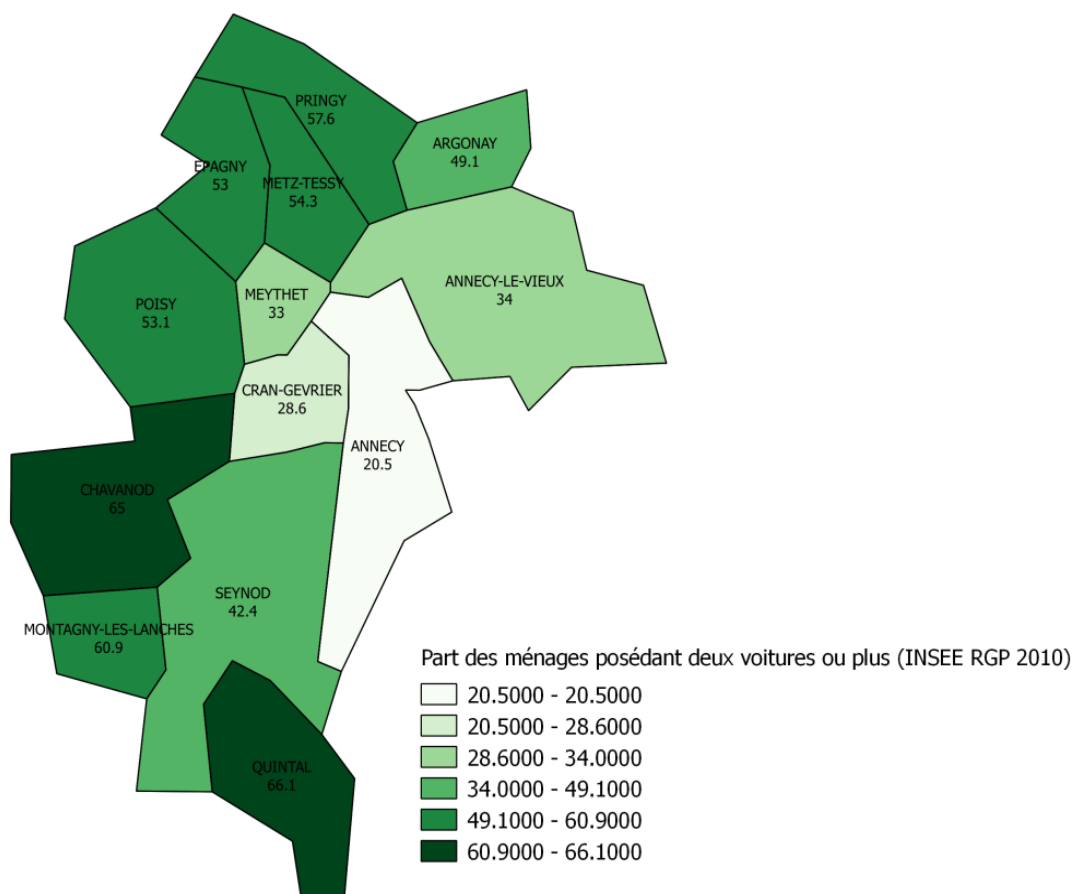 PRINGY
57.6
ARGONAY
49.1
EPAGNY
53
METZ-TESSY
54.3
ANNECY-LE-VIEUX
34
MEYTHET
33
POISY
53.1
CRAN-GEVRIER
28.6
ANNECY
20.5
CHAVANOD
65
SEYNOD
42.4
MONTAGNY-LES-LANCHES
60.9
QUINTAL
66.1
Part des ménages posédant deux voitures ou plus (INSEE RGP 2010)
20.5000 - 20.5000
20.5000 - 28.6000
28.6000 - 34.0000
34.0000 - 49.1000
49.1000 - 60.9000
60.9000 - 66.1000